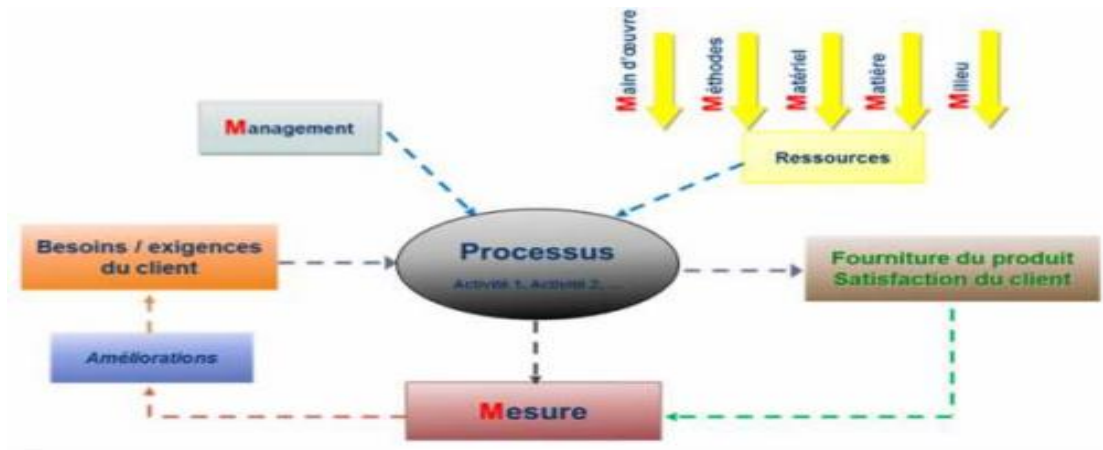 Main d'œuvre
Méthodes
Matériel
Matière
Milieu
Management
Ressources
Besoins / exigences
du client
Processus
Activité 1, Activité 2, ...
Fourniture du produit
Satisfaction du client
Améliorations
Mesure